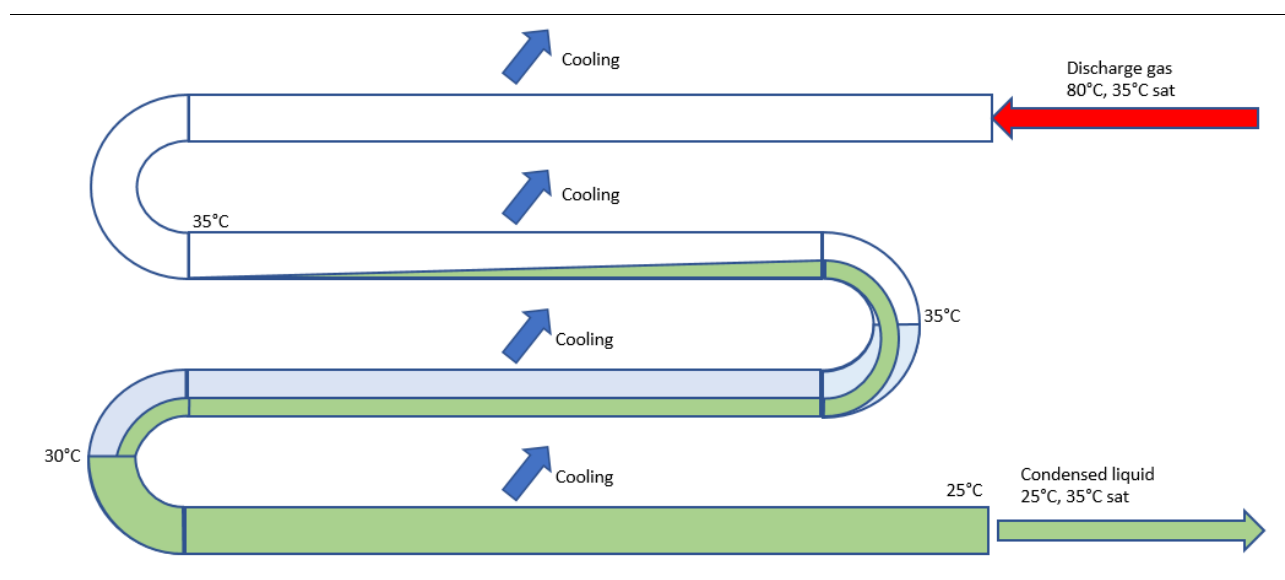 Cooling
Discharge gas
80°C, 35°C sat
Cooling
35°C
35°C
Cooling
30°C
Cooling
25°C
Condensed liquid
25°C, 35°C sat